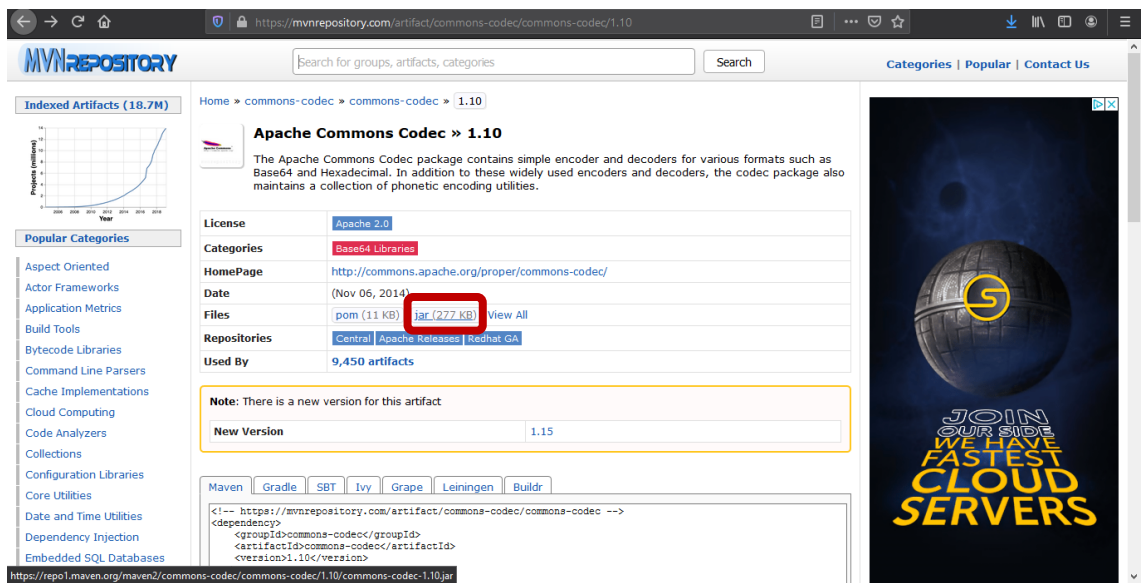 https://mvnrepository.com/artifact/commons-codec/commons-codec/1.10
MVNREPOSITORY
Search for groups, artifacts, categories
Search
Categories | Popular | Contact Us
Indexed Artifacts (18.7M)
Projects (millions)
Year
Popular Categories
Aspect Oriented
Actor Frameworks
Application Metrics
Build Tools
Bytecode Libraries
Command Line Parsers
Cache Implementations
Cloud Computing
Code Analyzers
Collections
Configuration Libraries
Core Utilities
Date and Time Utilities
Dependency Injection
Embedded SQL Databases
Home » commons-codec » commons-codec » 1.10
Apache Commons Codec » 1.10
The Apache Commons Codec package contains simple encoder and decoders for various formats such as
Base64 and Hexadecimal. In addition to these widely used encoders and decoders, the codec package also
maintains a collection of phonetic encoding utilities.
License Apache 2.0
Categories Base64 Libraries
HomePage http://commons.apache.org/proper/commons-codec/
Date (Nov 06, 2014)
Files pom (11 KB) jar (277 KB) View All
Repositories Central Apache Releases Redhat GA
Used By 9,450 artifacts
Note: There is a new version for this artifact
New Version 1.15
Maven Gradle SBT Ivy Grape Leiningen Buildr
<!-- https://mvnrepository.com/artifact/commons-codec/commons-codec -->
<dependency>
<groupId>commons-codec</groupId>
<artifactId>commons-codec</artifactId>
<version>1.10</version>
S
JOIN
OUR SIDE
WE HAVE
FASTEST
CLOUD
SERVERS
https://repo1.maven.org/maven2/commons-codec/commons-codec/1.10/commons-codec-1.10.jar